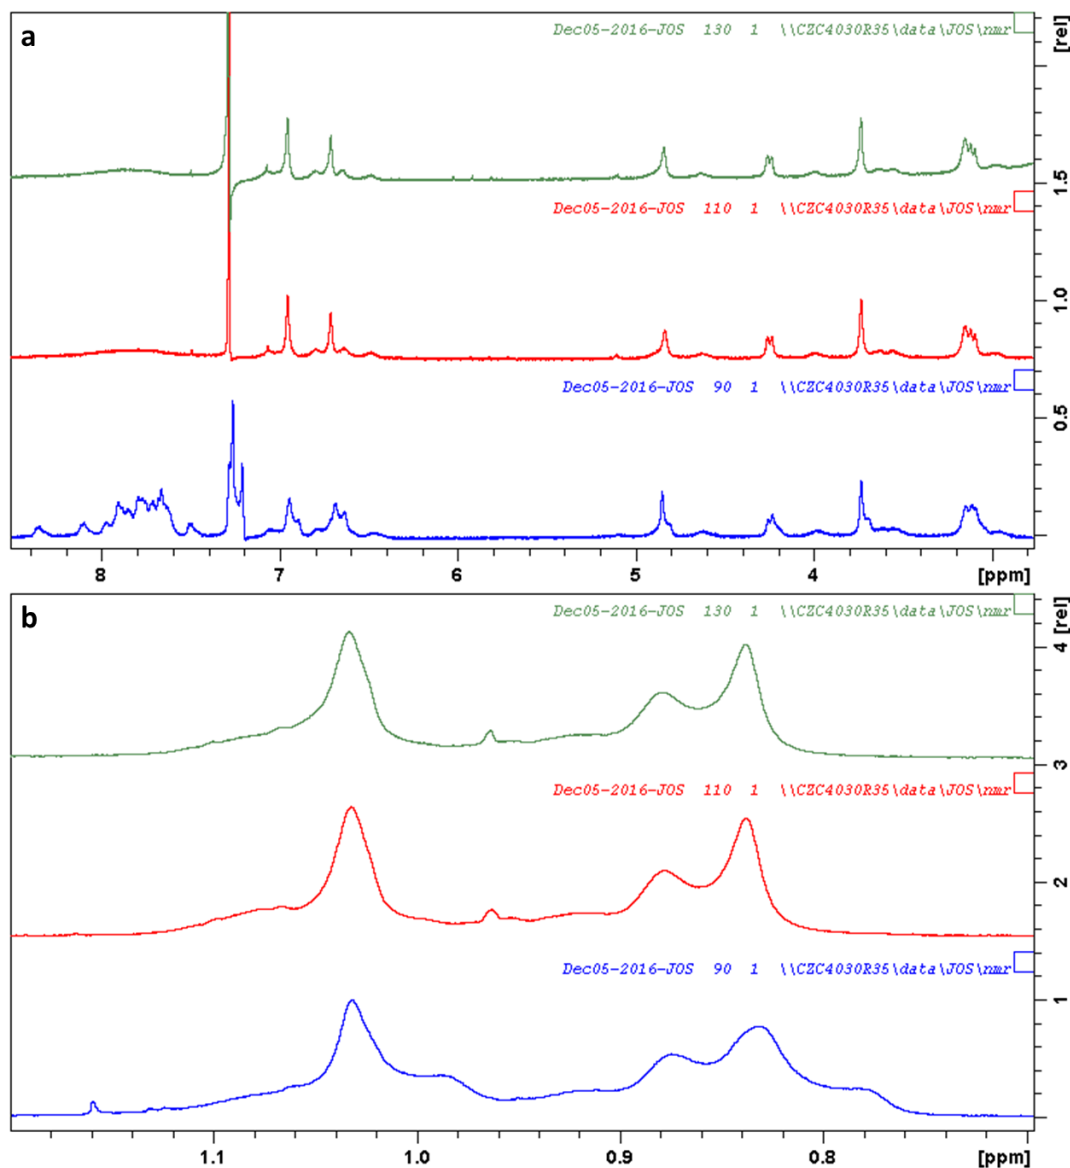 a
Dec05-2016-JOS 130 1 \\CZC4030R35\data\JOS\nmr
[rel]
1.5
Dec05-2016-JOS 110 1 \\CZC4030R35\data\JOS\nmr
1.0
Dec05-2016-JOS 90 1 \\CZC4030R35\data\JOS\nmr
0.5
8 7 6 5 4 [ppm]
b
Dec05-2016-JOS 130 1 \\CZC4030R35\data\JOS\nmr
[rel]
4
3
Dec05-2016-JOS 110 1 \\CZC4030R35\data\JOS\nmr
2
Dec05-2016-JOS 90 1 \\CZC4030R35\data\JOS\nmr
1
1.1 1.0 0.9 0.8 [ppm]